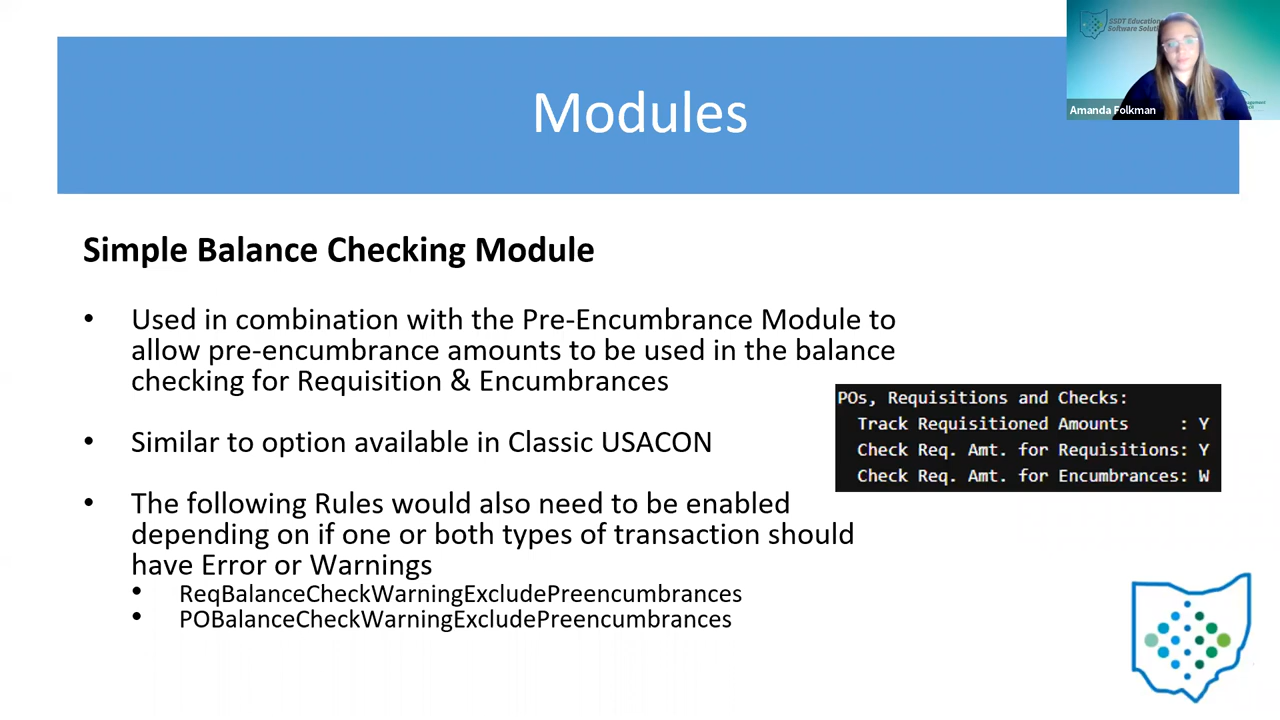 SSDT Education
Software Soluti
Amanda Folkman
Modules
Simple Balance Checking Module
• Used in combination with the Pre-Encumbrance Module to
allow pre-encumbrance amounts to be used in the balance
checking for Requisition & Encumbrances
• Similar to option available in Classic USACON
• The following Rules would also need to be enabled
depending on if one or both types of transaction should
have Error or Warnings
• ReqBalanceCheckWarningExcludePreencumbrances
• POBalanceCheckWarningExcludePreencumbrances
POs, Requisitions and Checks:
Track Requisitioned Amounts : Y
Check Req. Amt. for Requisitions: Y
Check Req. Amt. for Encumbrances: W